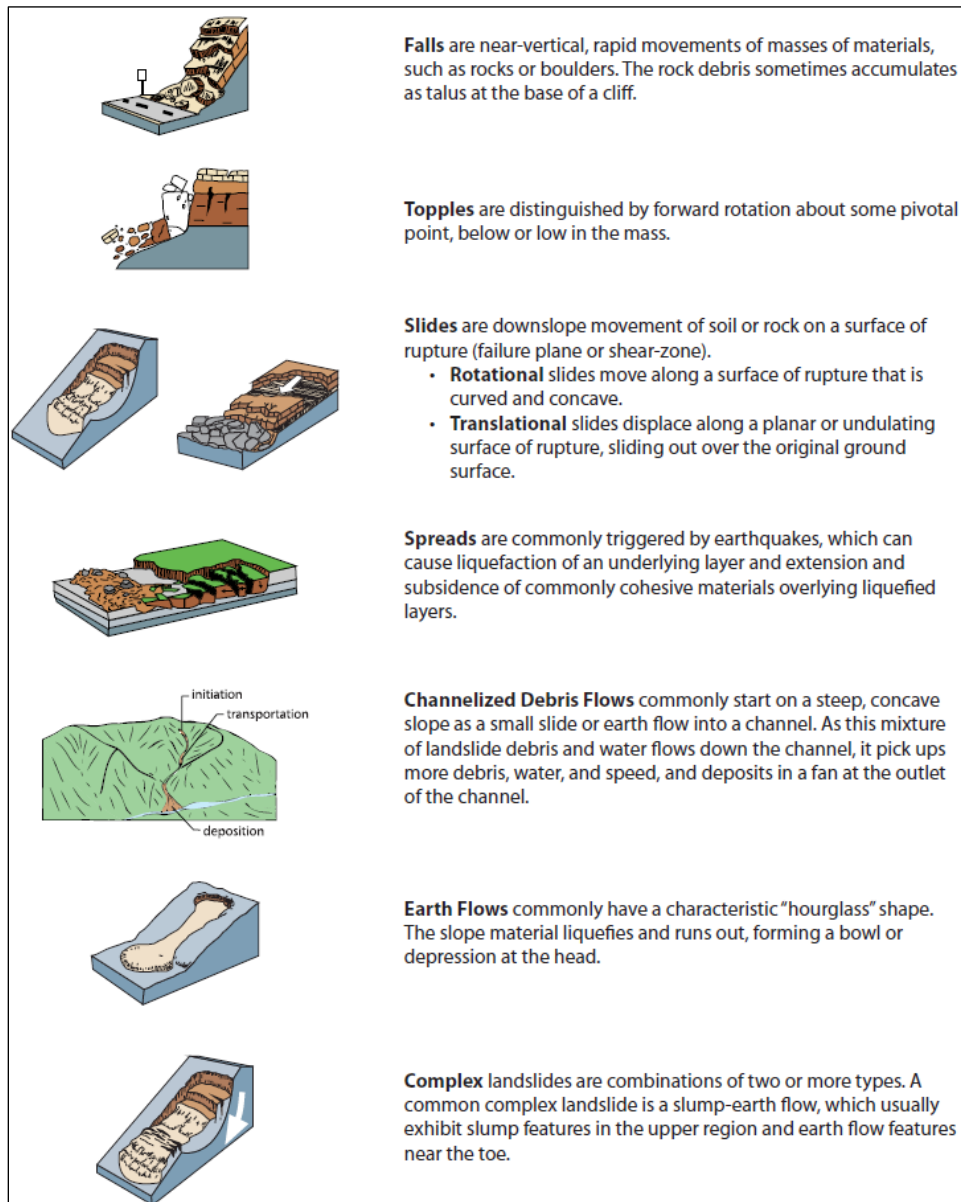 Falls are near-vertical, rapid movements of masses of materials,
such as rocks or boulders. The rock debris sometimes accumulates
as talus at the base of a cliff.
Topples are distinguished by forward rotation about some pivotal
point, below or low in the mass.
Slides are downslope movement of soil or rock on a surface of
rupture (failure plane or shear-zone).
• Rotational slides move along a surface of rupture that is
curved and concave.
• Translational slides displace along a planar or undulating
surface of rupture, sliding out over the original ground
surface.
Spreads are commonly triggered by earthquakes, which can
cause liquefaction of an underlying layer and extension and
subsidence of commonly cohesive materials overlying liquefied
layers.
initiation
transportation
deposition
Channelized Debris Flows commonly start on a steep, concave
slope as a small slide or earth flow into a channel. As this mixture
of landslide debris and water flows down the channel, it pick ups
more debris, water, and speed, and deposits in a fan at the outlet
of the channel.
Earth Flows commonly have a characteristic "hourglass" shape.
The slope material liquefies and runs out, forming a bowl or
depression at the head.
Complex landslides are combinations of two or more types. A
common complex landslide is a slump-earth flow, which usually
exhibit slump features in the upper region and earth flow features
near the toe.